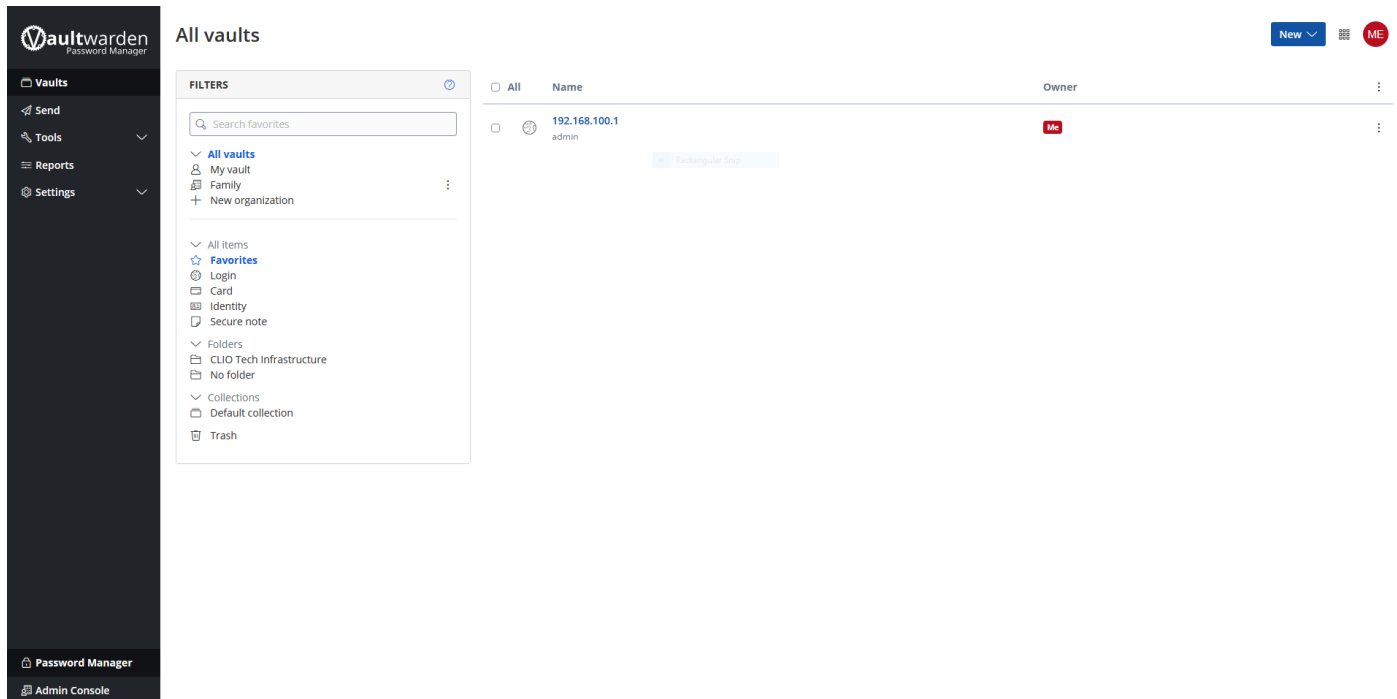 Vaultwarden
Password Manager
Vaults
Send
Tools
Reports
Settings
Password Manager
Admin Console
All vaults
New
ME
FILTERS
Search favorites
All vaults
My vault
Family
New organization
All items
Favorites
Login
Card
Identity
Secure note
Folders
CLIO Tech Infrastructure
No folder
Collections
Default collection
Trash
All Name Owner
192.168.100.1 Me
admin
Rectangular Snip